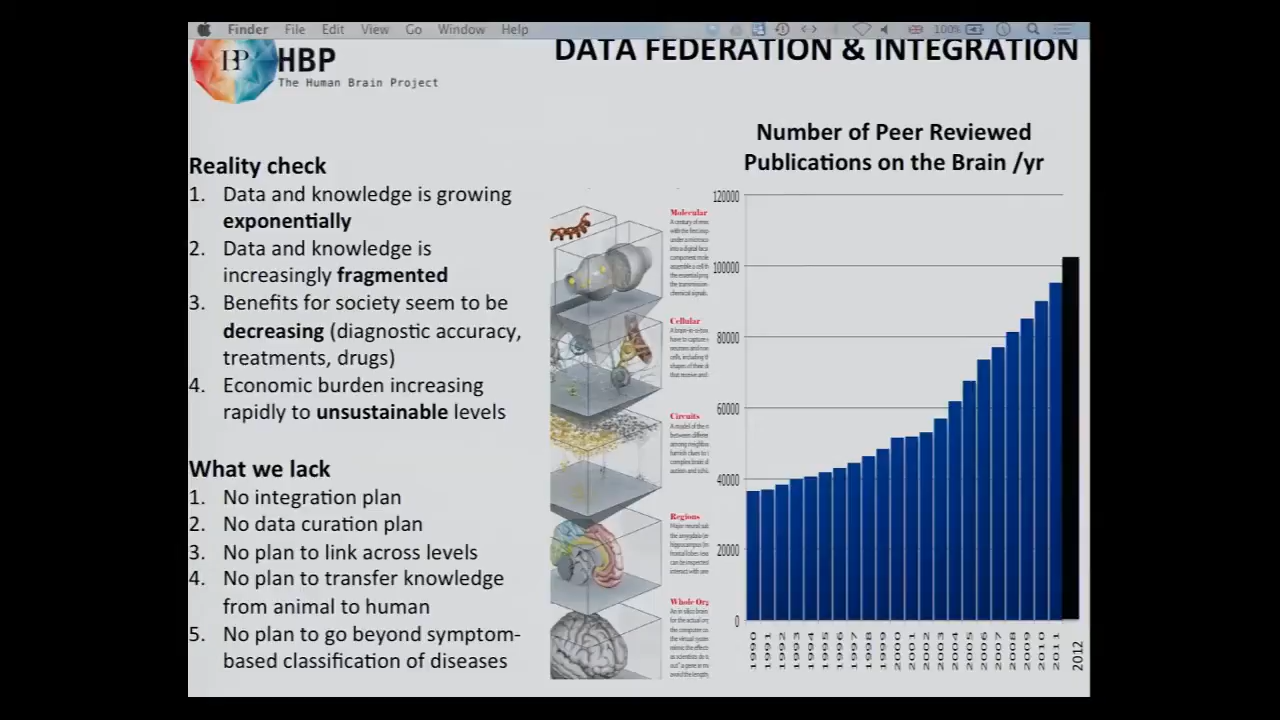 Finder File Edit View Go Window Help
100%
HBP
The Human Brain Project
DATA FEDERATION & INTEGRATION
Reality check
1. Data and knowledge is growing
exponentially
2. Data and knowledge is
increasingly fragmented
3. Benefits for society seem to be
decreasing (diagnostic accuracy,
treatments, drugs)
4. Economic burden increasing
rapidly to unsustainable levels
What we lack
1. No integration plan
2. No data curation plan
3. No plan to link across levels
4. No plan to transfer knowledge
from animal to human
5. No plan to go beyond symptom-
based classification of diseases
Molecular
Cellular
Circuits
Regions
Whole Org
Number of Peer Reviewed
Publications on the Brain /yr
120000
100000
80000
60000
40000
20000
0
1990
1991
1992
1993
1994
1995
1996
1997
1998
1999
2000
2001
2002
2003
2004
2005
2006
2007
2008
2009
2010
2011
2012